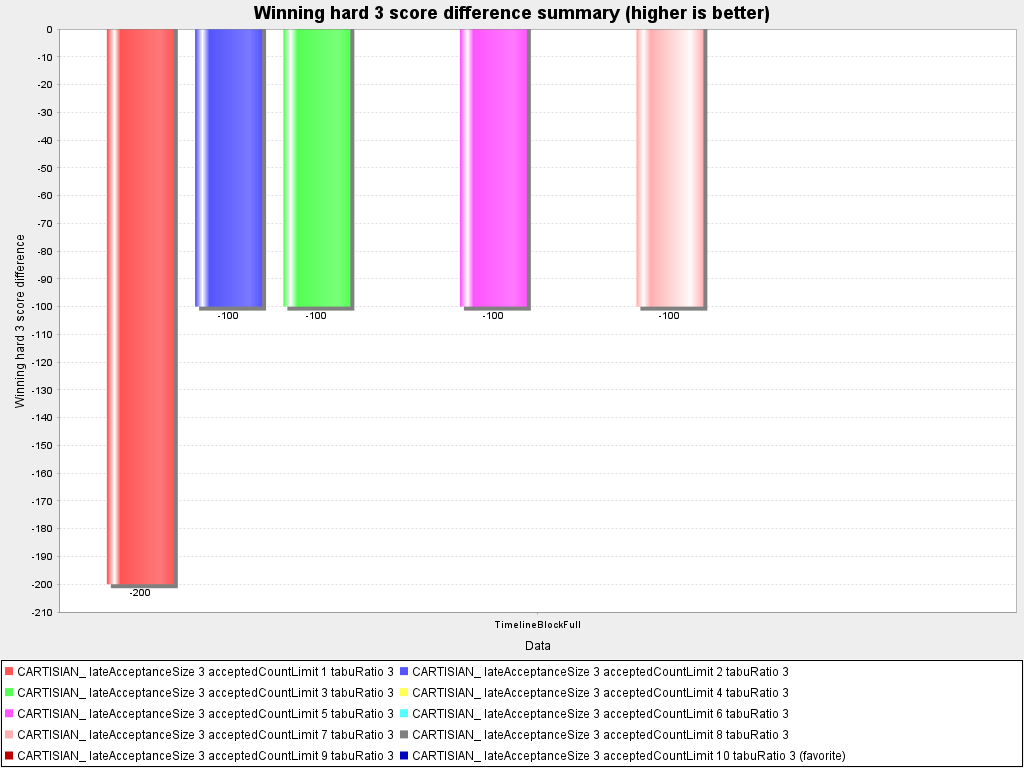 Winning hard 3 score difference summary (higher is better)
0
-10
-20
-30
-40
-50
-60
-70
-80
-90
-100
-110
-120
-130
-140
-150
-160
-170
-180
-190
-200
-210
Winning hard 3 score difference
-200
-100
-100
-100
-100
TimelineBlockFull
Data
CARTISIAN_ lateAcceptanceSize 3 acceptedCountLimit 1 tabuRatio 3
CARTISIAN_ lateAcceptanceSize 3 acceptedCountLimit 2 tabuRatio 3
CARTISIAN_ lateAcceptanceSize 3 acceptedCountLimit 3 tabuRatio 3
CARTISIAN_ lateAcceptanceSize 3 acceptedCountLimit 4 tabuRatio 3
CARTISIAN_ lateAcceptanceSize 3 acceptedCountLimit 5 tabuRatio 3
CARTISIAN_ lateAcceptanceSize 3 acceptedCountLimit 6 tabuRatio 3
CARTISIAN_ lateAcceptanceSize 3 acceptedCountLimit 7 tabuRatio 3
CARTISIAN_ lateAcceptanceSize 3 acceptedCountLimit 8 tabuRatio 3
CARTISIAN_ lateAcceptanceSize 3 acceptedCountLimit 9 tabuRatio 3
CARTISIAN_ lateAcceptanceSize 3 acceptedCountLimit 10 tabuRatio 3 (favorite)